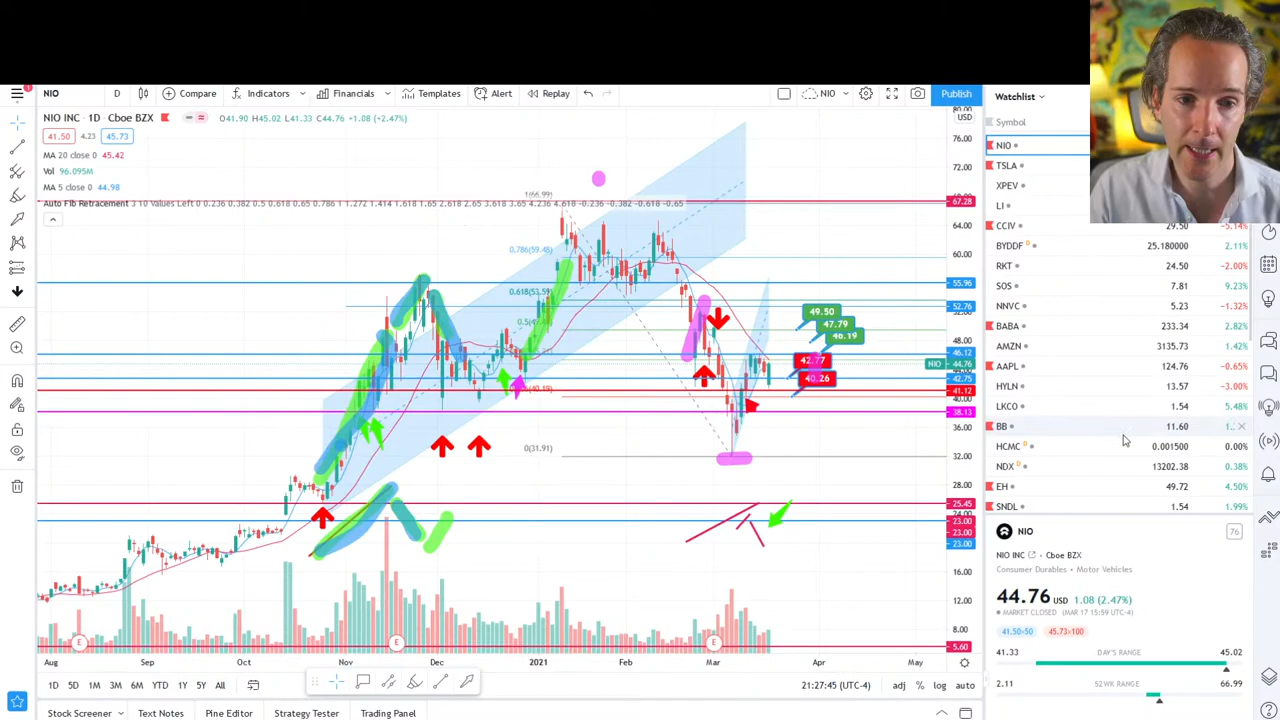 1
NIO D Compare Indicators Financials Templates Alert Replay NIO Publish
NIO INC · 1D · Cboe BZX O41.90 H45.02 L41.33 C44.76 +1.08 (+2.47%)
41.50 4.23 45.73
MA 20 close 0 45.42
Vol 96.095M
MA 5 close 0 44.98
Auto Fib Retracement 3 10 Values Left 0 0.236 0.382 0.5 0.618 0.65 0.786 1 1.272 1.414 1.618 1.65 2.618 2.65 3.618 3.65 4.236 4.618 -0.236 -0.382 -0.618 -0.65
1(66.99)
0.786(59.48)
0.618(53.59)
0(31.91)
49.50
47.79
46.19
42.77
40.26
USD
76.00
72.00
67.28
64.00
60.00
55.96
52.76
48.00
46.12
NIO 44.76
42.75
41.12
40.00
38.13
36.00
32.00
28.00
25.45
23.00
23.00
23.00
16.00
12.00
8.00
5.60
E E E
Aug Sep Oct Nov Dec 2021 Feb Mar Apr May
1D 5D 1M 3M 6M YTD 1Y 5Y All
21:27:45 (UTC-4) adj % log auto
Stock Screener Text Notes Pine Editor Strategy Tester Trading Panel
Watchlist
Symbol
NIO
TSLA
XPEV
LI
CCIV 29.50 -5.14%
BYDDF D 25.180000 2.11%
RKT 24.50 -2.00%
SOS 7.81 9.23%
NNVC 5.23 -1.32%
BABA 233.34 2.82%
AMZN 3135.73 1.42%
AAPL 124.76 -0.65%
HYLN 13.57 -3.00%
LKCO 1.54 5.48%
BB 11.60 1..
HCMC D 0.001500 0.00%
NDX D 13202.38 0.38%
EH 49.72 4.50%
SNDL 1.54 1.99%
NIO 76
NIO INC Cboe BZX
Consumer Durables • Motor Vehicles
44.76 USD 1.08 (2.47%)
MARKET CLOSED (MAR 17 15:59 UTC-4)
41.50×50 45.73×100
41.33 DAY'S RANGE 45.02
2.11 52WK RANGE 66.99